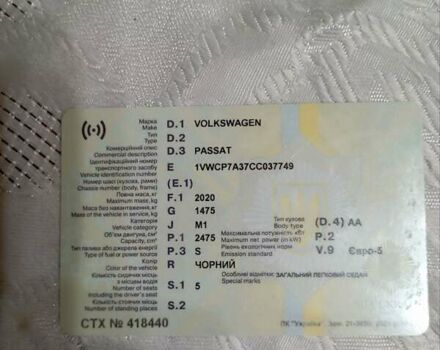 Марка
Make D.1 VOLKSWAGEN
Тип
Type D.2
Комерційний опис
Commercial description D.3 PASSAT
Ідентифікаційний номер
транспортного засобу E 1VWCP7A37CC037749
Vehicle identification number
Номер шасі (кузова, рами)
Chassis number (body, frame) (E.1)
Повна маса, кг
Maximum mass, kg F.1 2020
Маса без навантаження, кг
Mass of the vehicle in service, kg G 1475
Категорія Тип кузова
Vehicle category J M1 Body type (D.4) AA
Об'єм двигуна, см³ Максимальна потужність кВт
Capacity, cm³ P.1 2475 Maximum net. power (in kW) P.2
Тип палива або джерела енергії Рівень екологічних норм
Type of fuel or power source P.3 S Emission standard V.9 Євро-5
Колір
Color of the vehicle R ЧОРНИЙ
Кількість сидячих місць Особливі відмітки: ЗАГАЛЬНИЙ ЛЕГКОВИЙ СЕДАН
з місцем водія Special marks
Number of seats S.1 5
including the driver's seat
Кількість стоячих місць
Number of standing S.2
СТХ № 418440
ПК "Україна". Зам.